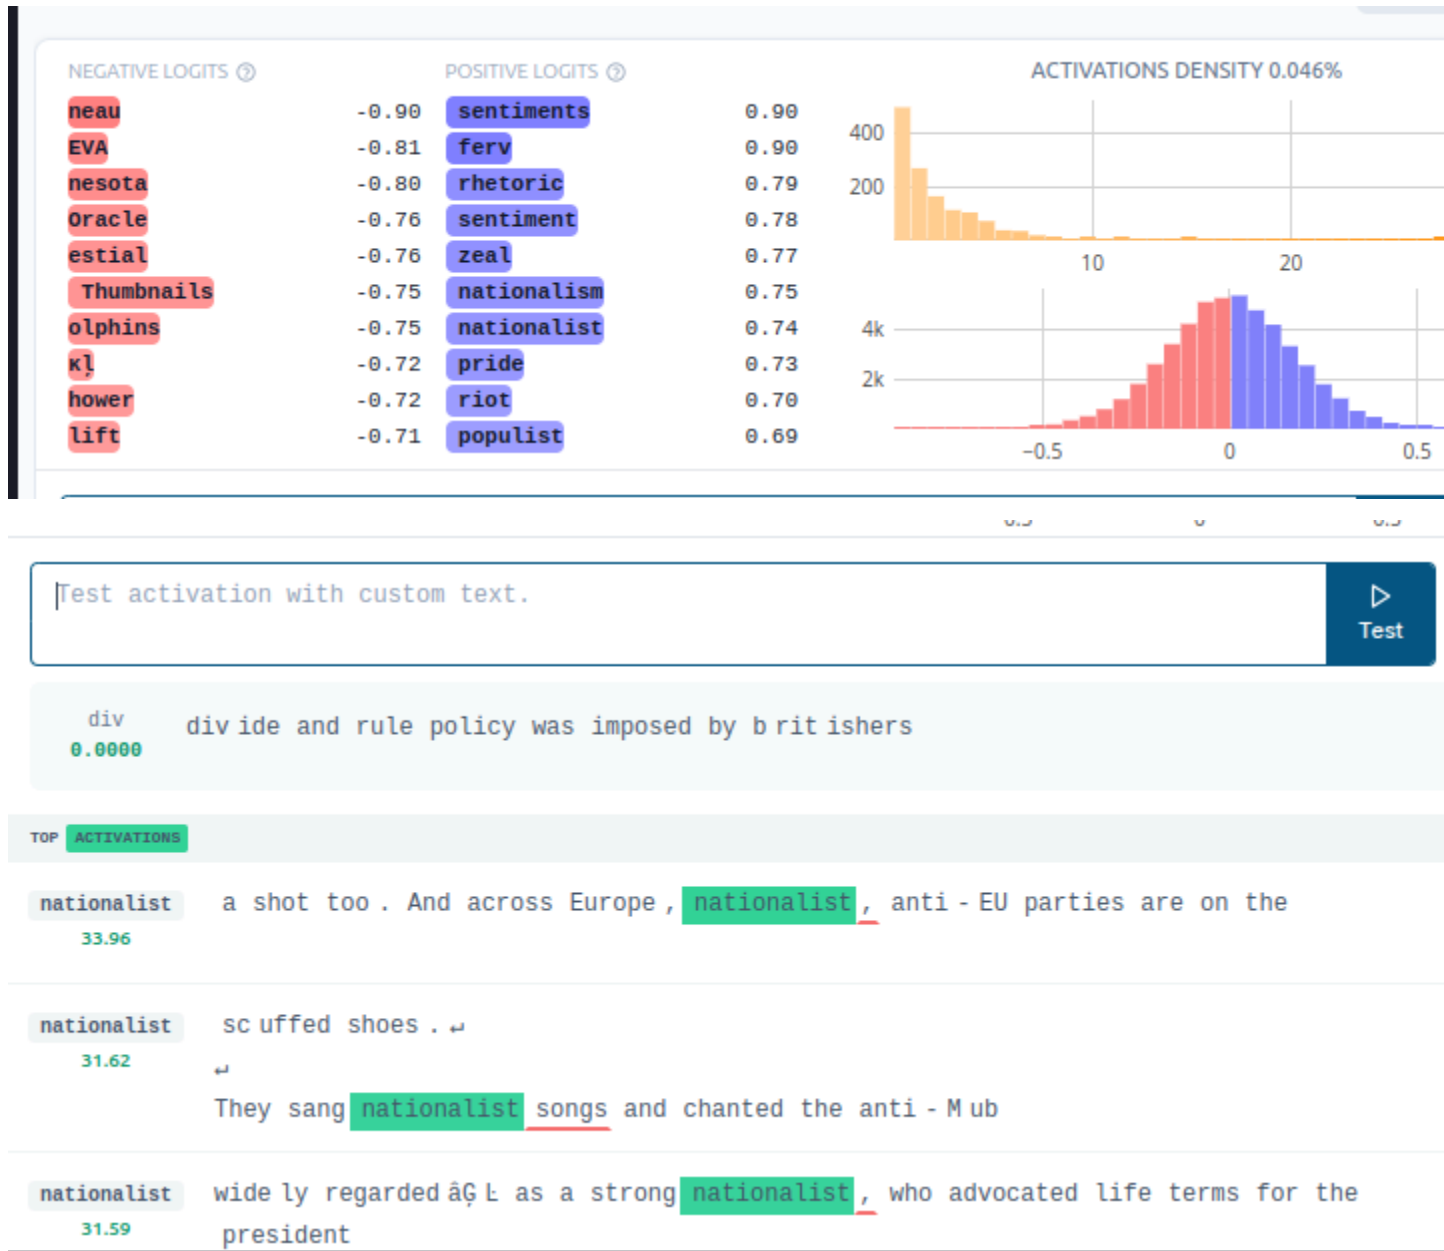 NEGATIVE LOGITS ? POSITIVE LOGITS ? ACTIVATIONS DENSITY 0.046%
neau -0.90 sentiments 0.90
EVA -0.81 ferv 0.90
nesota -0.80 rhetoric 0.79
Oracle -0.76 sentiment 0.78
estial -0.76 zeal 0.77
Thumbnails -0.75 nationalism 0.75
olphins -0.75 nationalist 0.74
кļ -0.72 pride 0.73
hower -0.72 riot 0.70
lift -0.71 populist 0.69
400
200
10 20
4k
2k
−0.5 0 0.5
Test activation with custom text.
Test
div
0.0000
div ide and rule policy was imposed by b rit ishers
TOP ACTIVATIONS
nationalist
33.96
a shot too . And across Europe , nationalist , anti - EU parties are on the
nationalist
31.62
sc uffed shoes . ↵
↵
They sang nationalist songs and chanted the anti - M ub
nationalist
31.59
wide ly regarded âĢ Ł as a strong nationalist , who advocated life terms for the
president